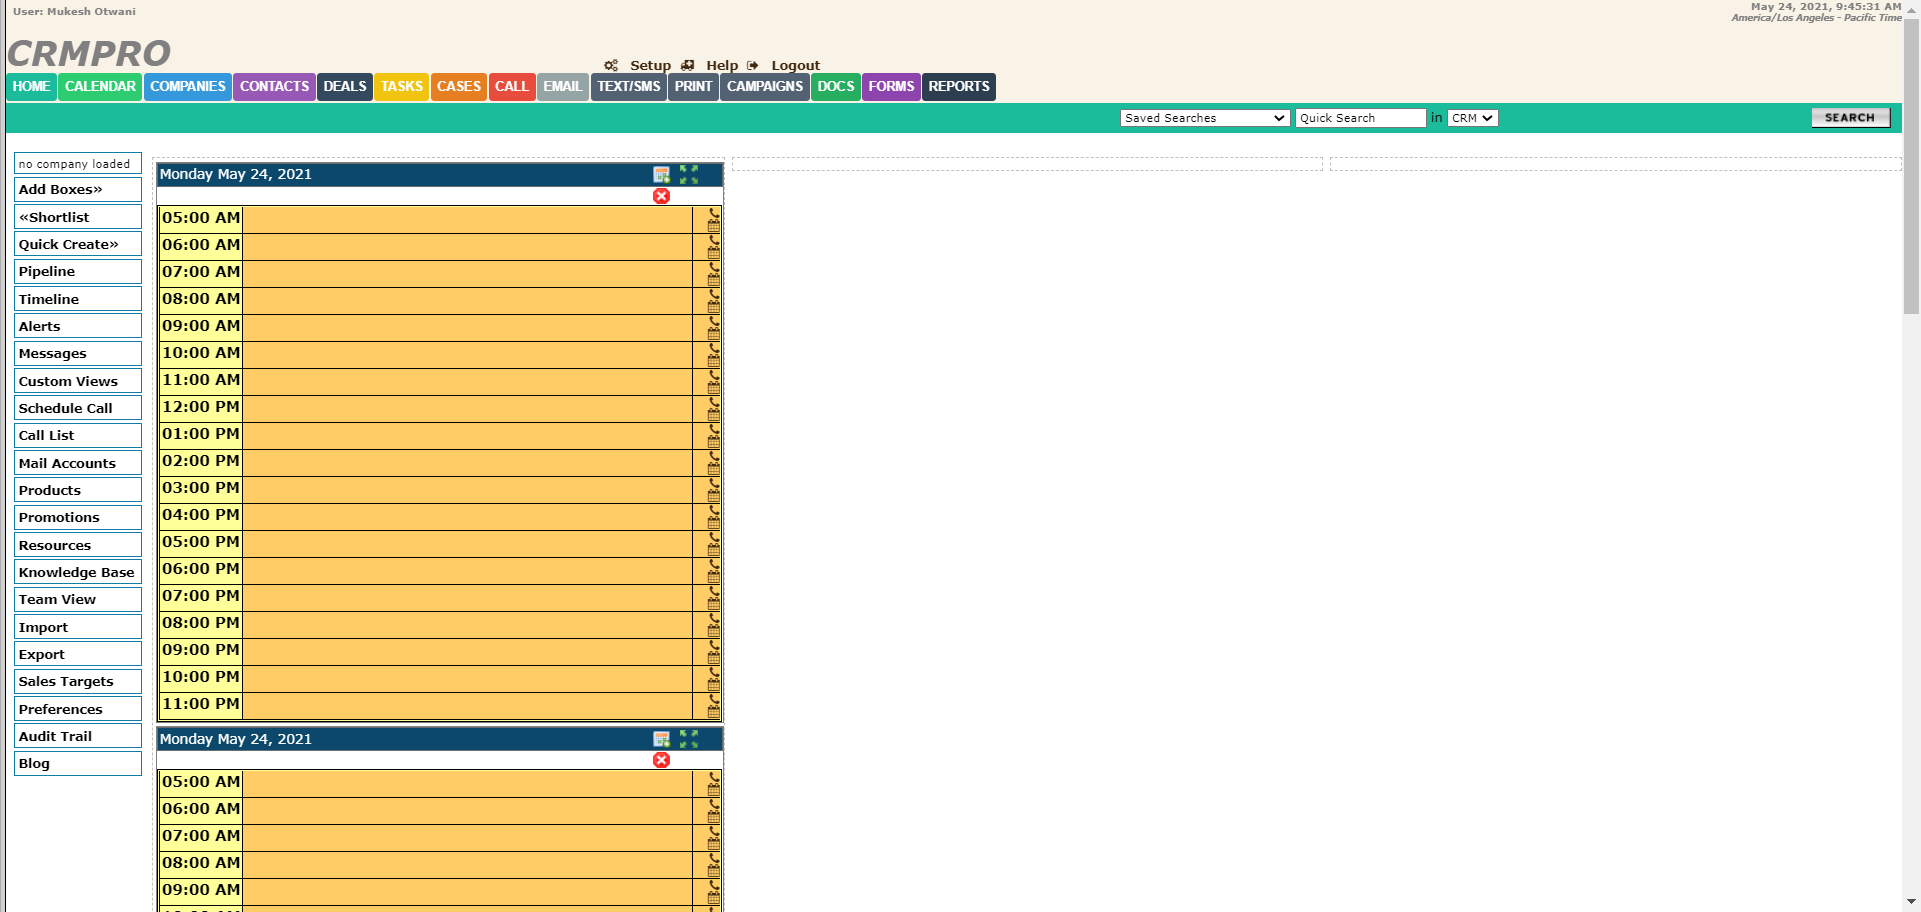 User: Mukesh Otwani
May 24, 2021, 9:45:31 AM
America/Los Angeles - Pacific Time
CRMPRO
Setup Help Logout
HOME CALENDAR COMPANIES CONTACTS DEALS TASKS CASES CALL EMAIL TEXT/SMS PRINT CAMPAIGNS DOCS FORMS REPORTS
Saved Searches Quick Search in CRM SEARCH
no company loaded
Add Boxes»
«Shortlist
Quick Create»
Pipeline
Timeline
Alerts
Messages
Custom Views
Schedule Call
Call List
Mail Accounts
Products
Promotions
Resources
Knowledge Base
Team View
Import
Export
Sales Targets
Preferences
Audit Trail
Blog
Monday May 24, 2021
05:00 AM
06:00 AM
07:00 AM
08:00 AM
09:00 AM
10:00 AM
11:00 AM
12:00 PM
01:00 PM
02:00 PM
03:00 PM
04:00 PM
05:00 PM
06:00 PM
07:00 PM
08:00 PM
09:00 PM
10:00 PM
11:00 PM
Monday May 24, 2021
05:00 AM
06:00 AM
07:00 AM
08:00 AM
09:00 AM